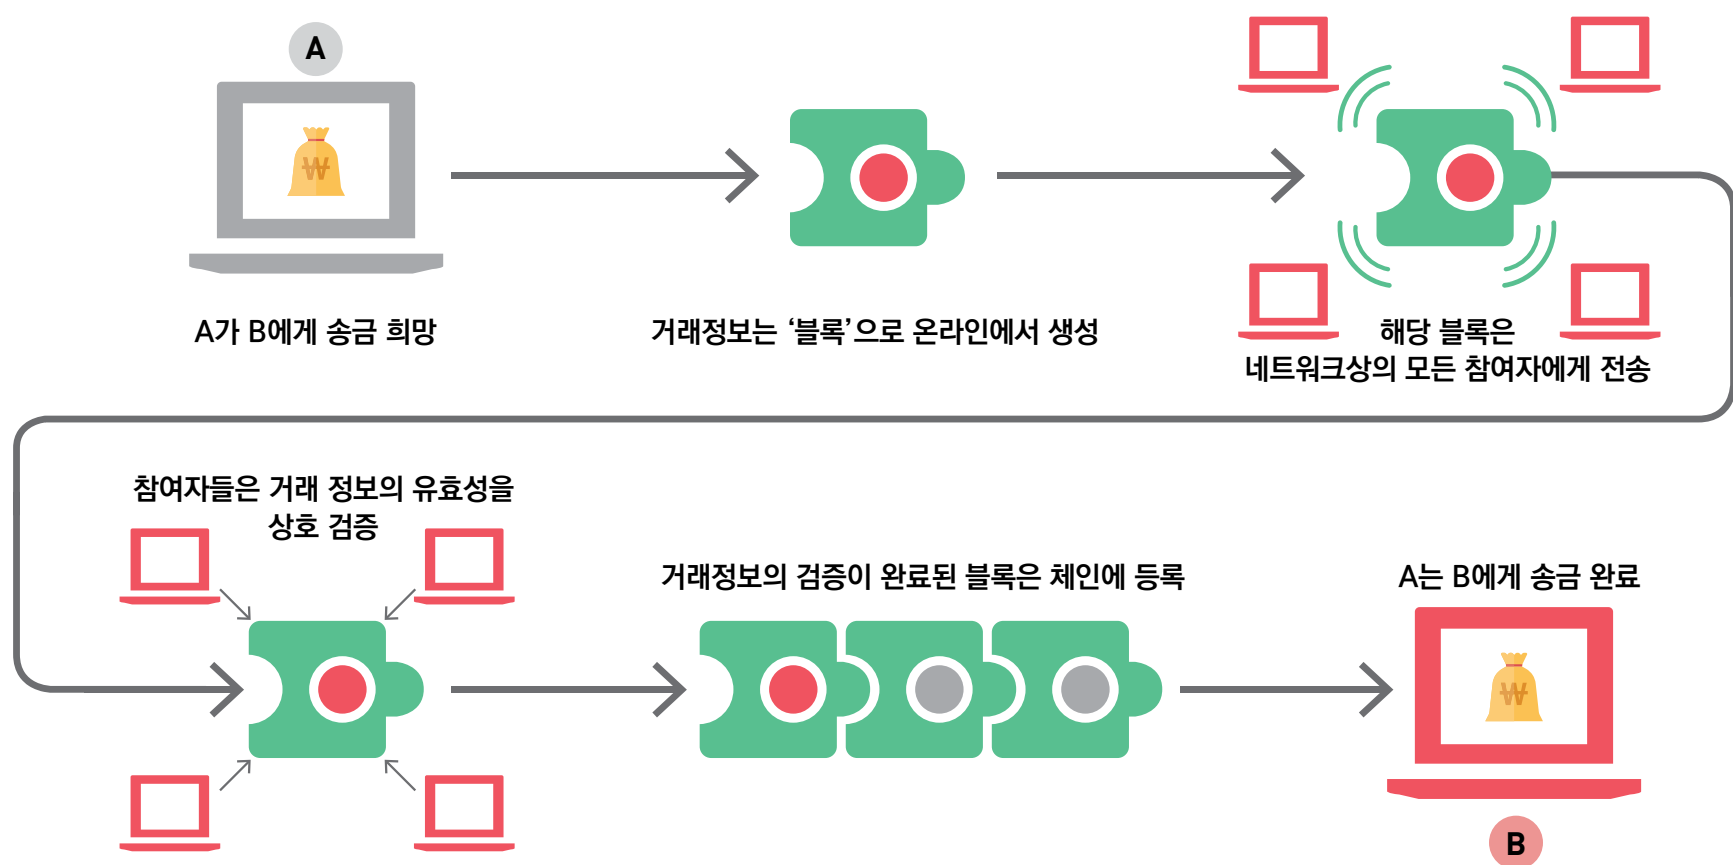 A
₩
A가 B에게 송금 희망
거래정보는 ‘블록’으로 온라인에서 생성
해당 블록은
네트워크상의 모든 참여자에게 전송
참여자들은 거래 정보의 유효성을
상호 검증
거래정보의 검증이 완료된 블록은 체인에 등록
A는 B에게 송금 완료
₩
B